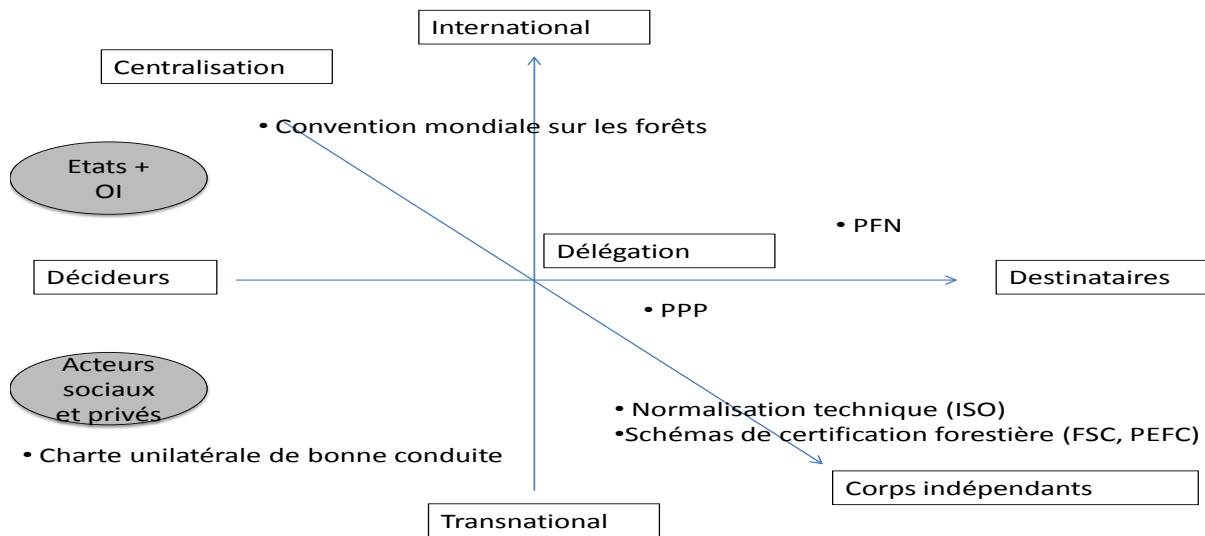 International
Centralisation
• Convention mondiale sur les forêts
Etats +
OI
• PFN
Délégation
Décideurs
Destinataires
• PPP
Acteurs
sociaux
et privés
• Normalisation technique (ISO)
•Schémas de certification forestière (FSC, PEFC)
• Charte unilatérale de bonne conduite
Corps indépendants
Transnational